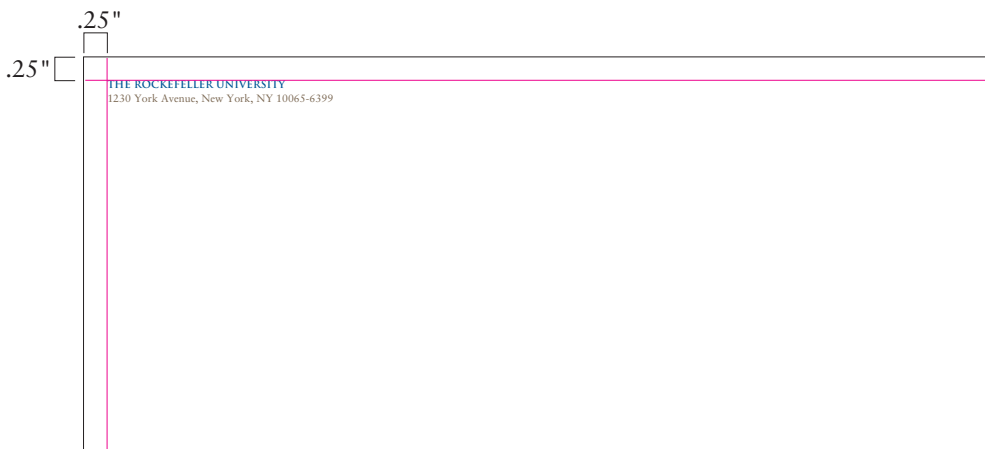 .25"
.25"
THE ROCKEFELLER UNIVERSITY
1230 York Avenue, New York, NY 10065-6399